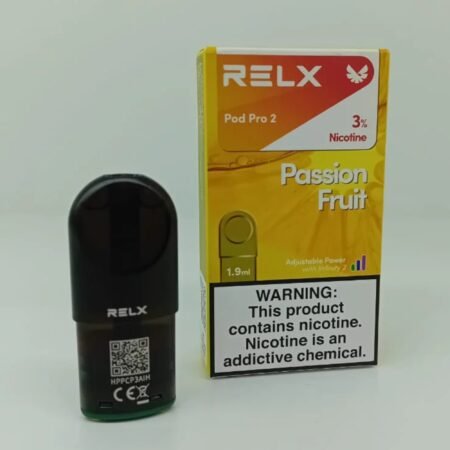 RELX
Pod Pro 2
3%
Nicotine
Passion
Fruit
1.9ml
Adjustable Power
with Infinity 2
WARNING:
This product
contains nicotine.
Nicotine is an
addictive chemical.
RELX
HPPCP3AIH
CE